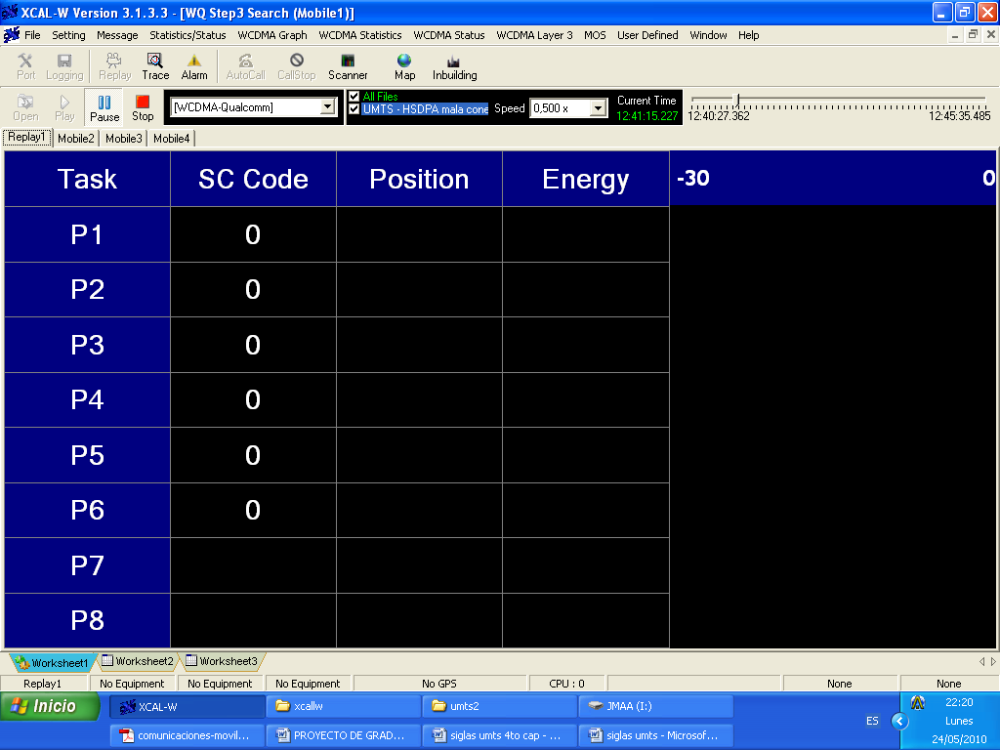 XCAL-W Version 3.1.3.3 - [WQ Step3 Search (Mobile1)]
File Setting Message Statistics/Status WCDMA Graph WCDMA Statistics WCDMA Status WCDMA Layer 3 MOS User Defined Window Help
Port Logging Replay Trace Alarm AutoCall CallStop Scanner Map Inbuilding
Open Play Pause Stop [WCDMA-Qualcomm] All Files
UMTS - HSDPA mala cone Speed 0,500 x Current Time
12:41:15.227 12:40:27.362 12:45:35.485
Replay1 Mobile2 Mobile3 Mobile4
Task SC Code Position Energy -30 0
P1 0
P2 0
P3 0
P4 0
P5 0
P6 0
P7
P8
Worksheet1 Worksheet2 Worksheet3
Replay1 No Equipment No Equipment No Equipment No GPS CPU : 0 None None
Inicio XCAL-W xcallw umts2 JMAA (I:) 22:20
ES Lunes
comunicaciones-movil... PROYECTO DE GRAD... siglas umts 4to cap - ... siglas umts - Microsof... 24/05/2010